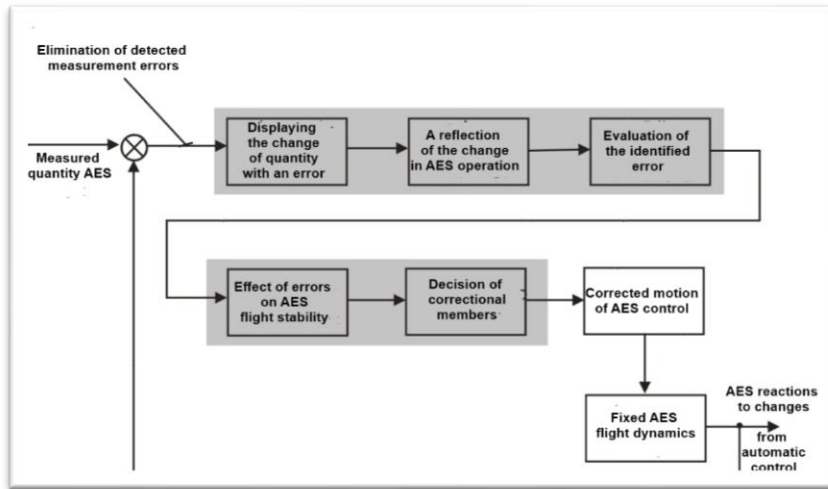 Elimination of detected
measurement errors
Measured
quantity AES
Displaying
the change
of quantity
with an error
A reflection
of the change
in AES operation
Evaluation of
the identified
error
Effect of errors
on AES
flight stability
Decision of
correctional
members
Corrected motion
of AES control
Fixed AES
flight dynamics
AES reactions
to changes
from
automatic
control